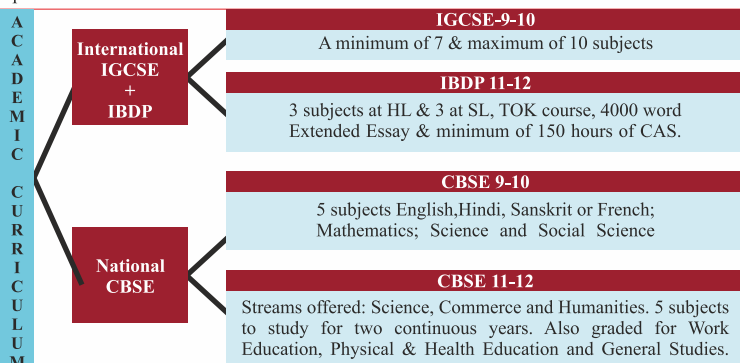 ACADEMIC CURRICULUM
International
IGCSE
+
IBDP
IGCSE-9-10
A minimum of 7 & maximum of 10 subjects
IBDP 11-12
3 subjects at HL & 3 at SL, TOK course, 4000 word
Extended Essay & minimum of 150 hours of CAS.
National
CBSE
CBSE 9-10
5 subjects English,Hindi, Sanskrit or French;
Mathematics; Science and Social Science
CBSE 11-12
Streams offered: Science, Commerce and Humanities. 5 subjects
to study for two continuous years. Also graded for Work
Education, Physical & Health Education and General Studies.